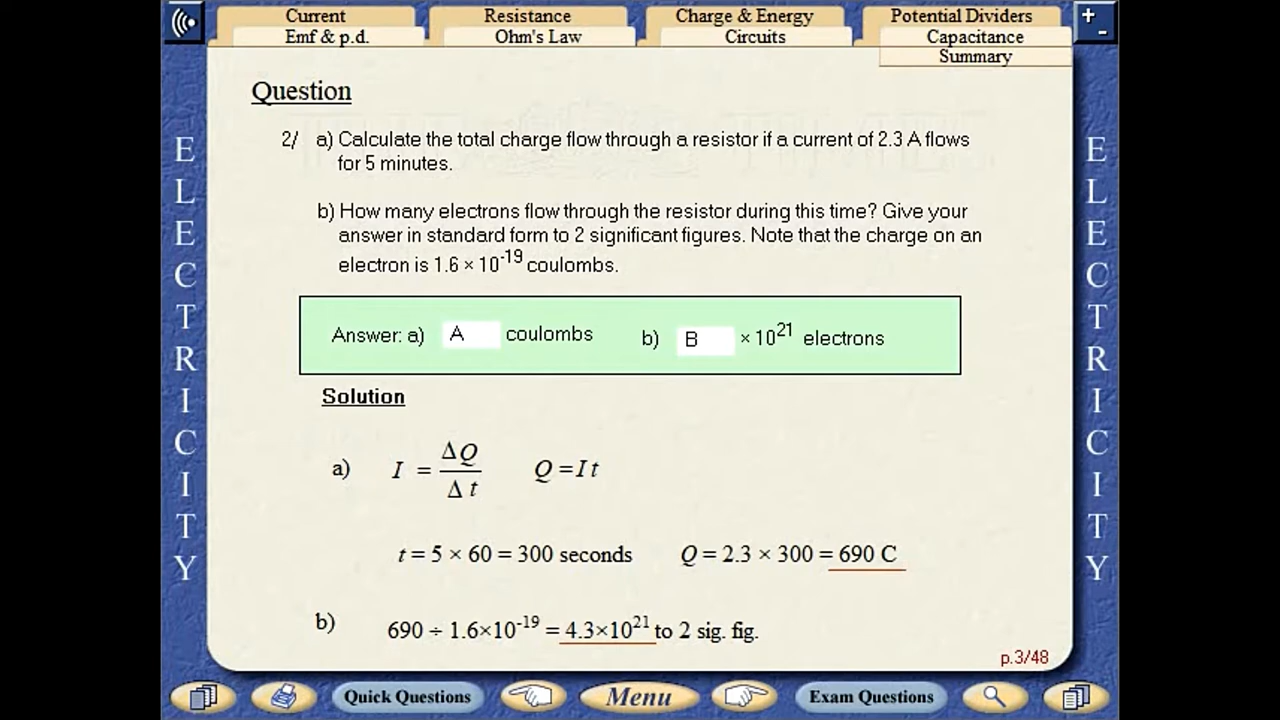 Current
Resistance
Charge & Energy
Potential Dividers
Emf & p.d.
Ohm's Law
Circuits
Capacitance
Summary
+
-
ELECTRICITY
ELECTRICITY
Question
2/ a) Calculate the total charge flow through a resistor if a current of 2.3 A flows
for 5 minutes.
b) How many electrons flow through the resistor during this time? Give your
answer in standard form to 2 significant figures. Note that the charge on an
electron is 1.6 × 10⁻¹⁹ coulombs.
Answer: a) A coulombs b) B × 10²¹ electrons
Solution
a) I = ΔQ / Δt Q = It
t = 5 × 60 = 300 seconds Q = 2.3 × 300 = 690 C
b) 690 ÷ 1.6×10⁻¹⁹ = 4.3×10²¹ to 2 sig. fig.
p.3/48
Quick Questions
Menu
Exam Questions